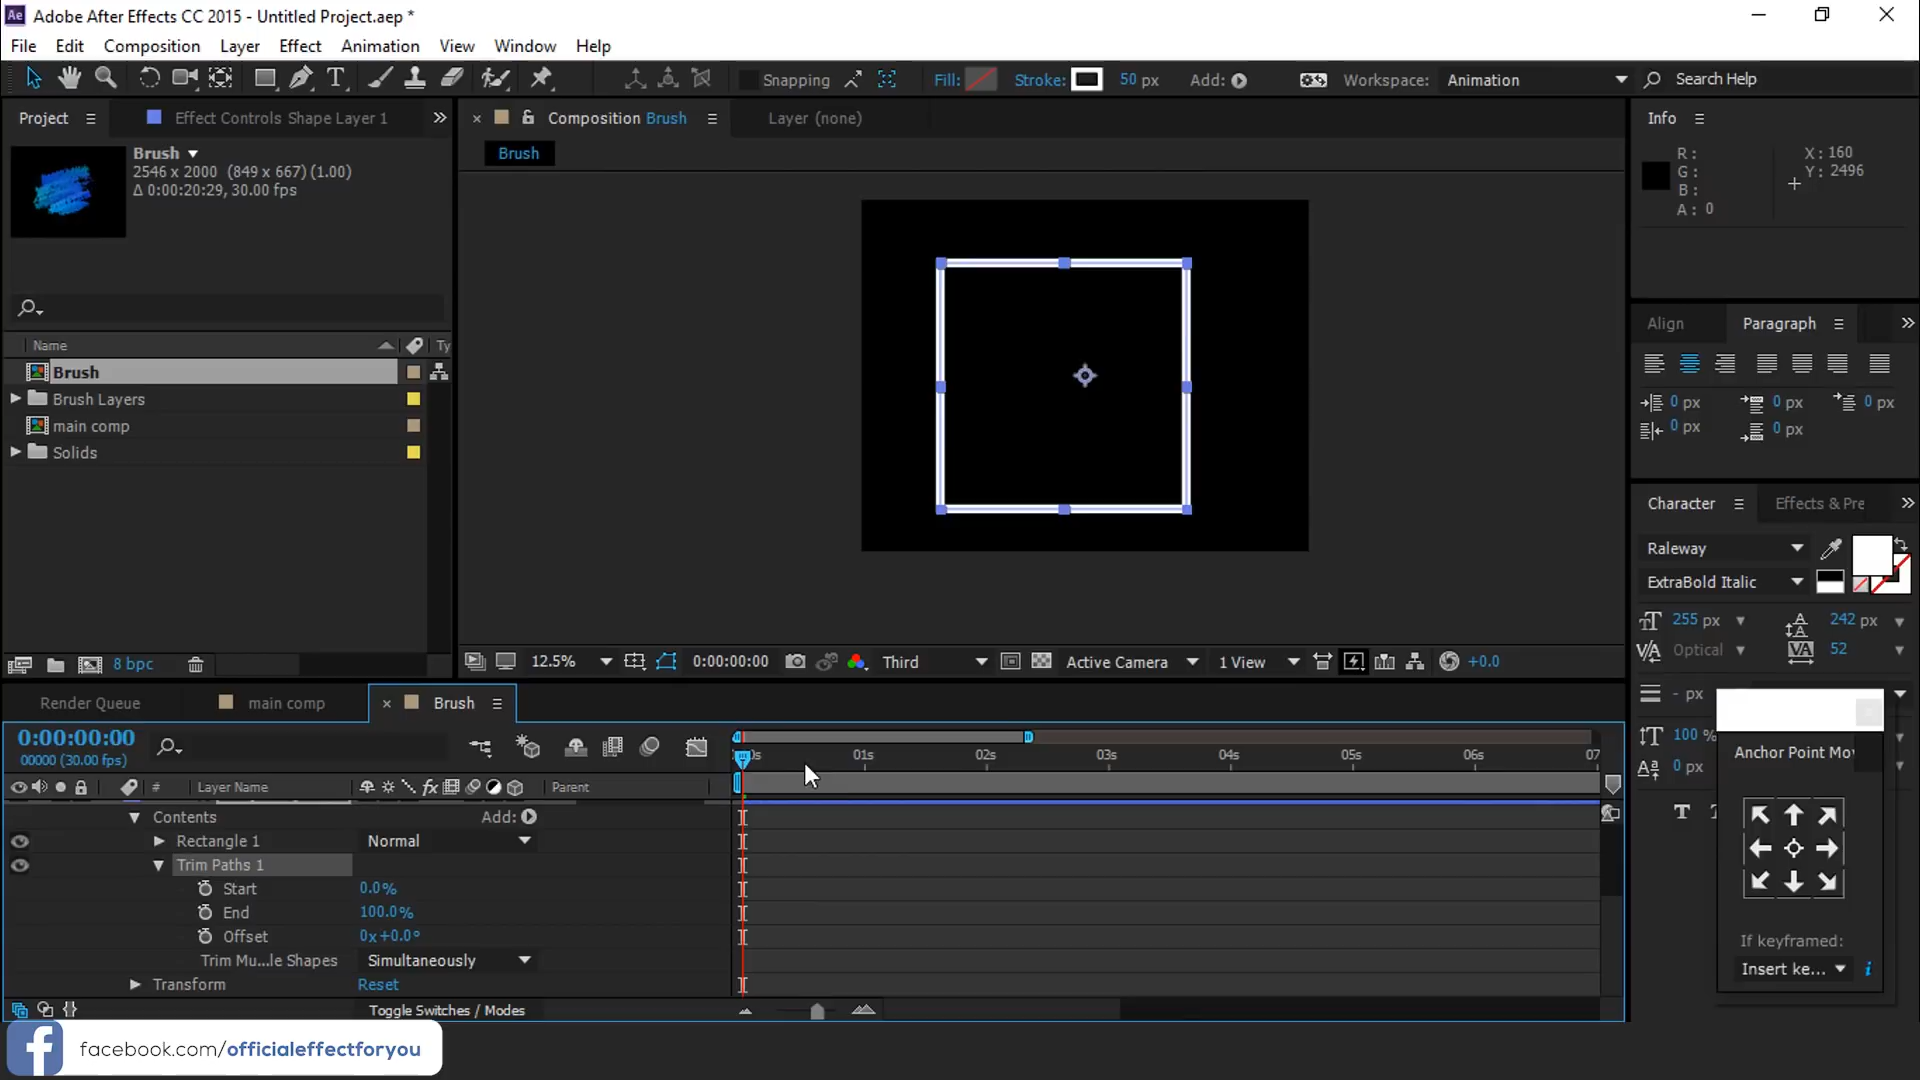 Ae Adobe After Effects CC 2015 - Untitled Project.aep *
File Edit Composition Layer Effect Animation View Window Help
T Snapping Fill: Stroke: 50 px Add: Workspace: Animation Search Help
Project Effect Controls Shape Layer 1 Composition Brush Layer (none) Info
Brush
2546 x 2000 (849 x 667) (1.00)
Δ 0:00:20:29, 30.00 fps
Brush
R:
G:
B:
A: 0
X: 160
Y: 2496
Align Paragraph
Name Ty
Brush
Brush Layers
main comp
Solids
0 px 0 px 0 px
0 px 0 px
Character Effects & Pre
Raleway
ExtraBold Italic
255 px 242 px
Optical 52
- px
100 %
0 px
T
8 bpc
12.5% 0:00:00:00 Third Active Camera 1 View +0.0
Render Queue main comp Brush
0:00:00:00
00000 (30.00 fps)
01s 02s 03s 04s 05s 06s 07
# Layer Name fx Parent
Contents Add:
Rectangle 1 Normal
Trim Paths 1
Start 0.0%
End 100.0%
Offset 0x+0.0°
Trim Mu...le Shapes Simultaneously
Transform Reset
Toggle Switches / Modes
Anchor Point Mov
If keyframed:
Insert ke... i
f facebook.com/officialeffectforyou